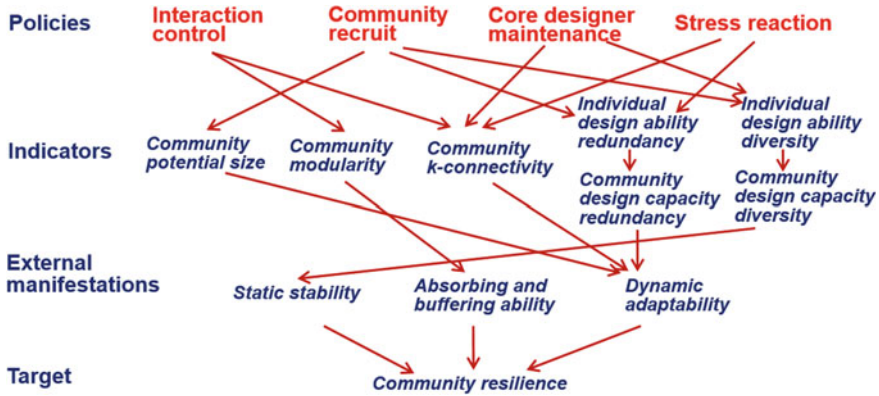 Policies
Interaction
control
Community
recruit
Core designer
maintenance
Stress reaction
Indicators
Community
potential size
Community
modularity
Community
k-connectivity
Individual
design ability
redundancy
Individual
design ability
diversity
Community
design capacity
redundancy
Community
design capacity
diversity
External
manifestations
Static stability
Absorbing and
buffering ability
Dynamic
adaptability
Target
Community resilience